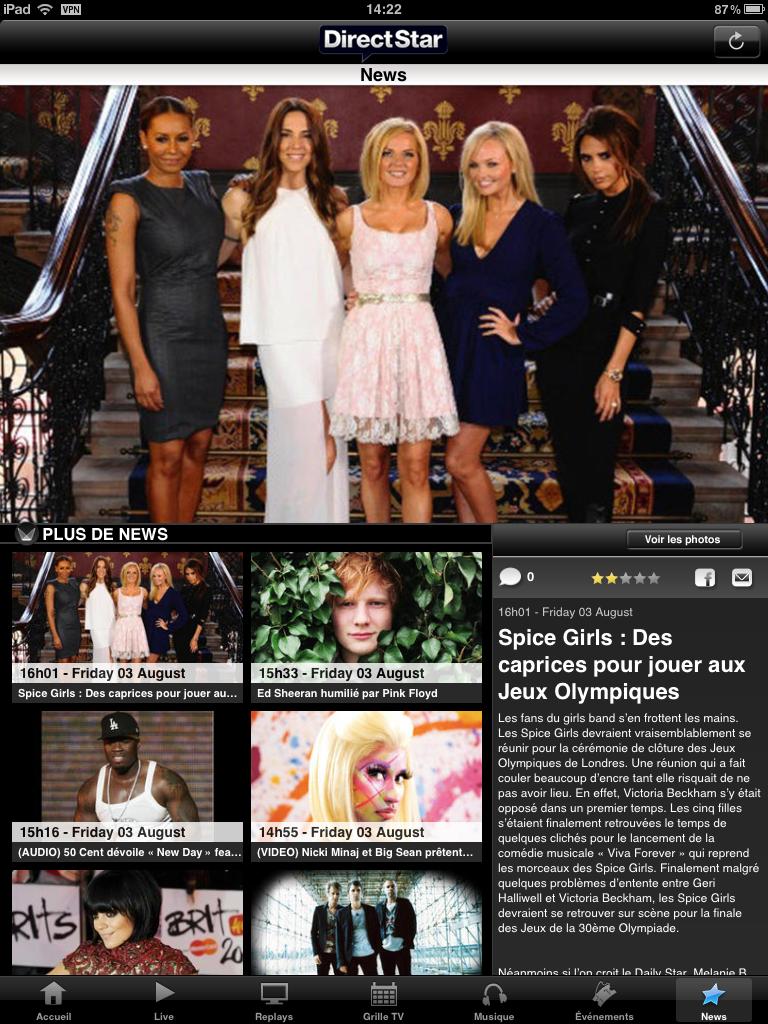 iPad VPN 14:22 87 %
DirectStar
News
PLUS DE NEWS
16h01 - Friday 03 August
Spice Girls : Des caprices pour jouer au…
15h33 - Friday 03 August
Ed Sheeran humilié par Pink Floyd
LA
15h16 - Friday 03 August
(AUDIO) 50 Cent dévoile « New Day » fea…
14h55 - Friday 03 August
(VIDEO) Nicki Minaj et Big Sean prêtent…
BRITs
BRIT
20
Voir les photos
0
16h01 - Friday 03 August
Spice Girls : Des
caprices pour jouer aux
Jeux Olympiques
Les fans du girls band s'en frottent les mains.
Les Spice Girls devraient vraisemblablement se
réunir pour la cérémonie de clôture des Jeux
Olympiques de Londres. Une réunion qui a fait
couler beaucoup d'encre tant elle risquait de ne
pas avoir lieu. En effet, Victoria Beckham s'y était
opposé dans un premier temps. Les cinq filles
s'étaient finalement retrouvées le temps de
quelques clichés pour le lancement de la
comédie musicale « Viva Forever » qui reprend
les morceaux des Spice Girls. Finalement malgré
quelques problèmes d'entente entre Geri
Halliwell et Victoria Beckham, les Spice Girls
devraient se retrouver sur scène pour la finale
des Jeux de la 30ème Olympiade.
Néanmoins si l'on croit le Daily Star, Melanie B
Accueil
Live
Replays
Grille TV
Musique
Événements
News